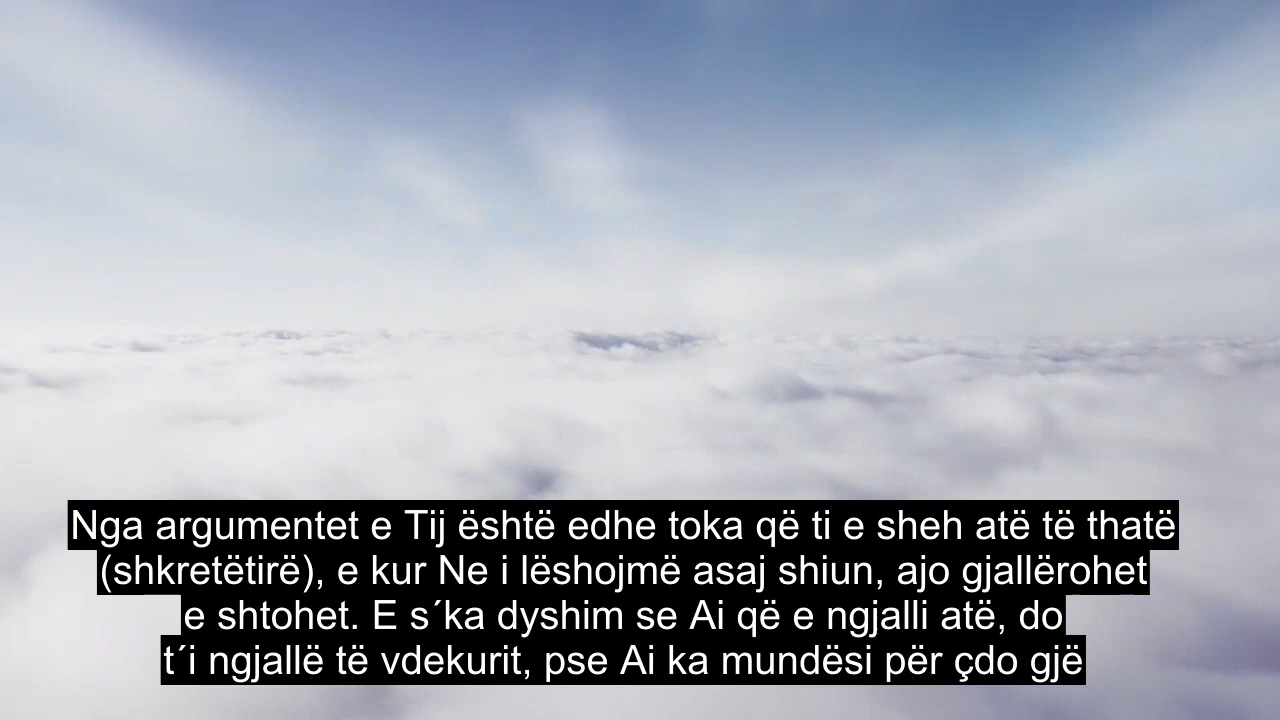 Nga argumentet e Tij është edhe toka që ti e sheh atë të thatë
(shkretëtirë), e kur Ne i lëshojmë asaj shiun, ajo gjallërohet
e shtohet. E s´ka dyshim se Ai që e ngjalli atë, do
t´i ngjallë të vdekurit, pse Ai ka mundësi për çdo gjë